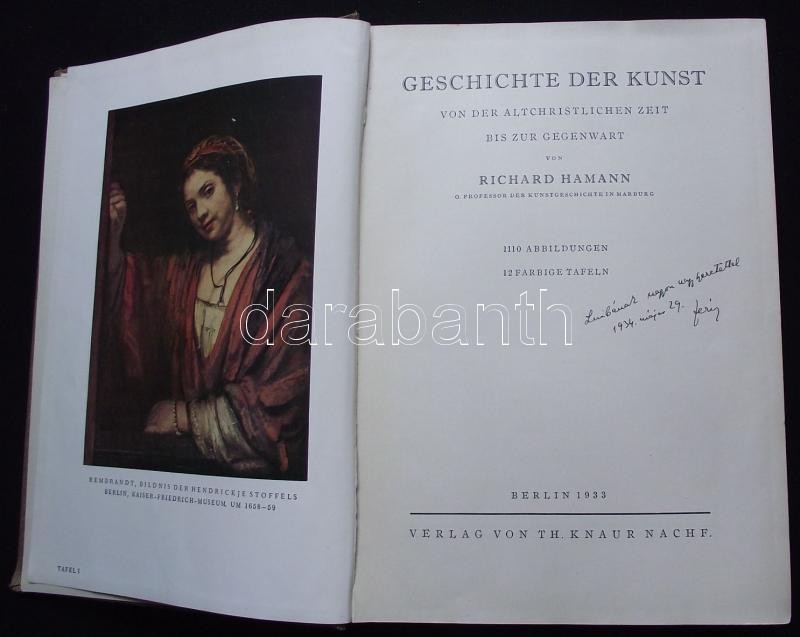 REMBRANDT, BILDNIS DER HENDRICKJE STOFFELS
BERLIN, KAISER-FRIEDRICH-MUSEUM, UM 1658–59
TAFEL I
GESCHICHTE DER KUNST
VON DER ALTCHRISTLICHEN ZEIT
BIS ZUR GEGENWART
VON
RICHARD HAMANN
O. PROFESSOR DER KUNSTGESCHICHTE IN MARBURG
1110 ABBILDUNGEN
12 FARBIGE TAFELN
nagyon nagy szeretettel
1934. május 29.
BERLIN 1933
VERLAG VON TH. KNAUR NACHF.
darabanth